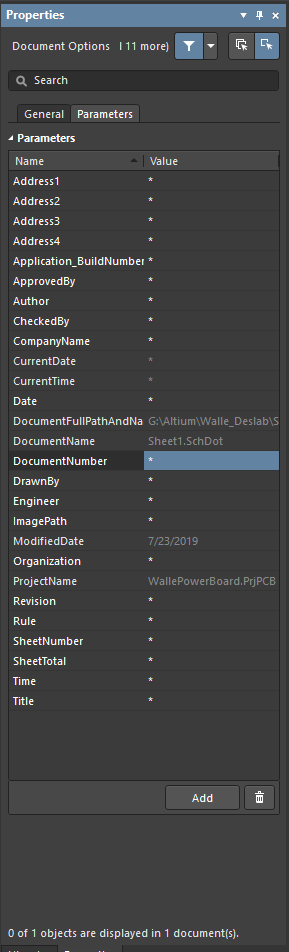 Properties
Document Options I 11 more)
Search
General Parameters
Parameters
Name Value
Address1 *
Address2 *
Address3 *
Address4 *
Application_BuildNumber *
ApprovedBy *
Author *
CheckedBy *
CompanyName *
CurrentDate *
CurrentTime *
Date *
DocumentFullPathAndNa G:\Altium\Walle_Deslab\S
DocumentName Sheet1.SchDot
DocumentNumber *
DrawnBy *
Engineer *
ImagePath *
ModifiedDate 7/23/2019
Organization *
ProjectName WallePowerBoard.PrjPCB
Revision *
Rule *
SheetNumber *
SheetTotal *
Time *
Title *
Add
0 of 1 objects are displayed in 1 document(s).